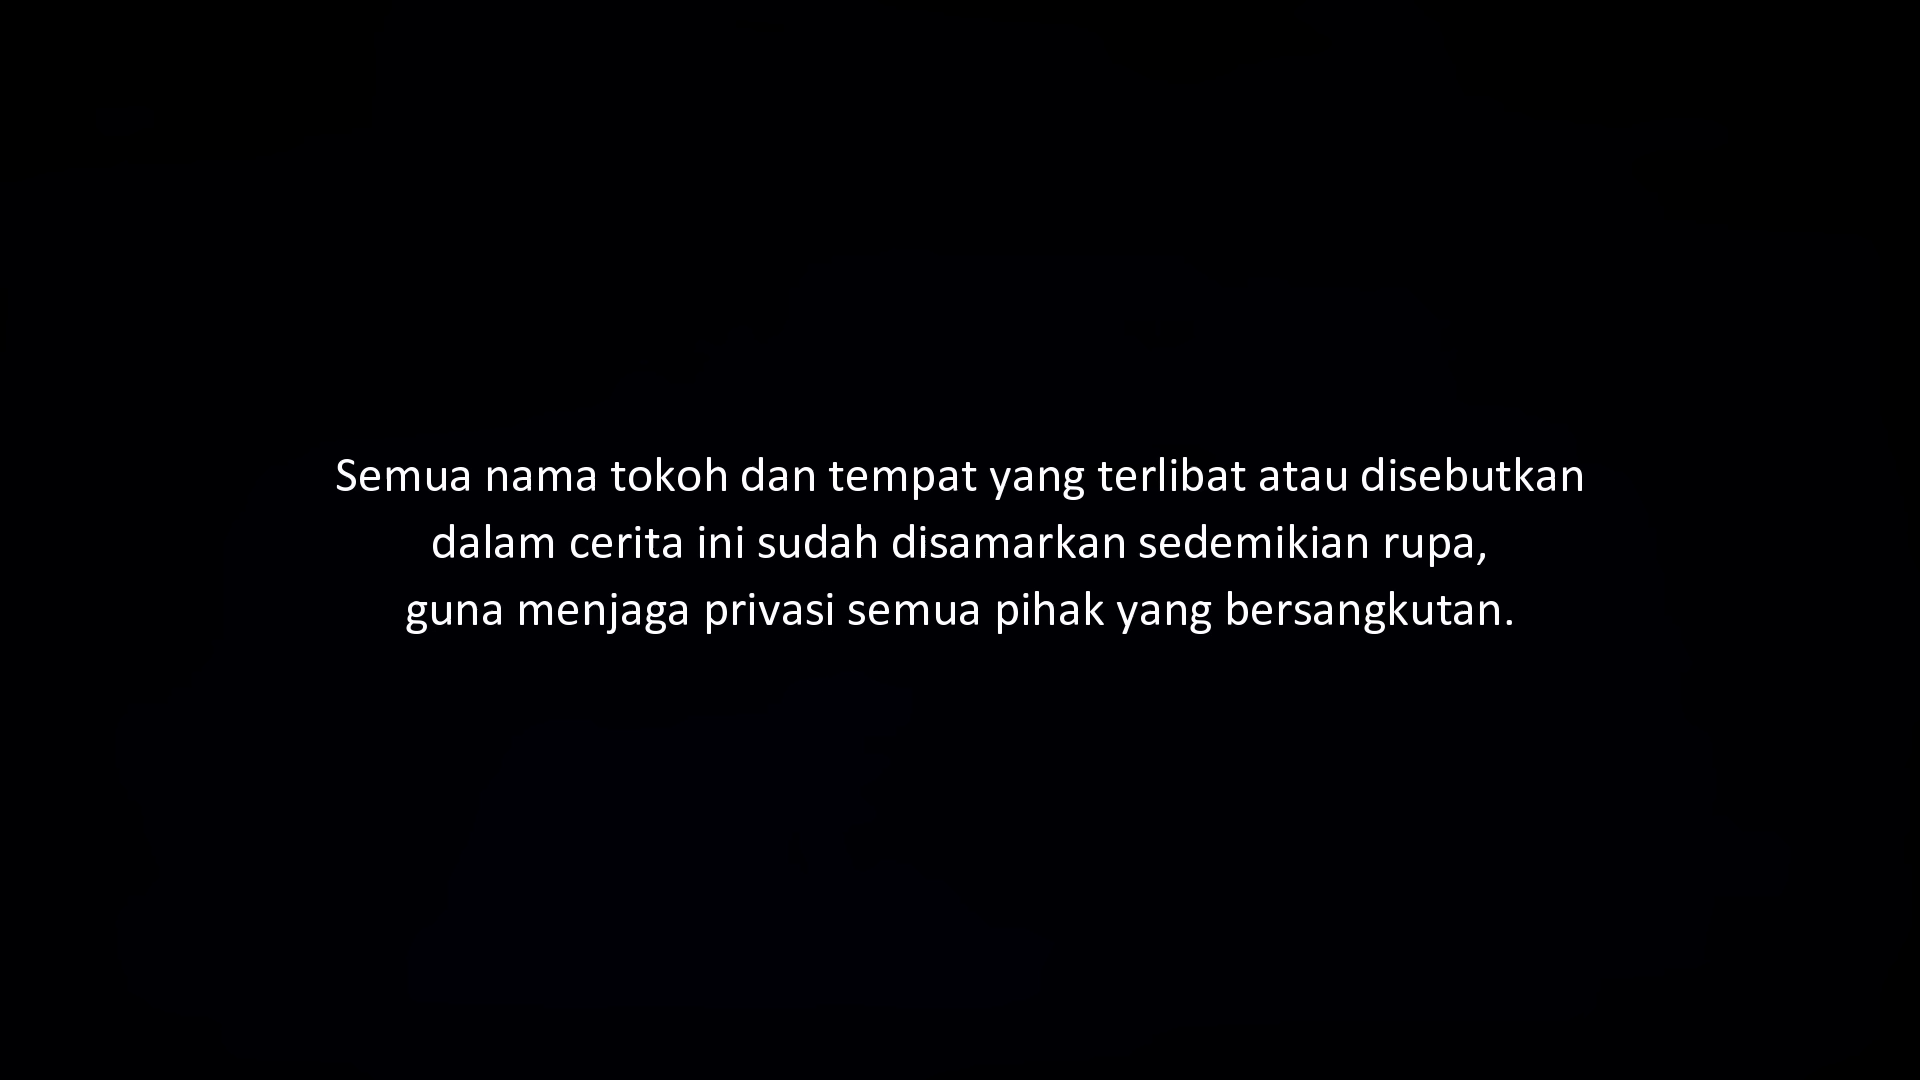 Semua nama tokoh dan tempat yang terlibat atau disebutkan
dalam cerita ini sudah disamarkan sedemikian rupa,
guna menjaga privasi semua pihak yang bersangkutan.